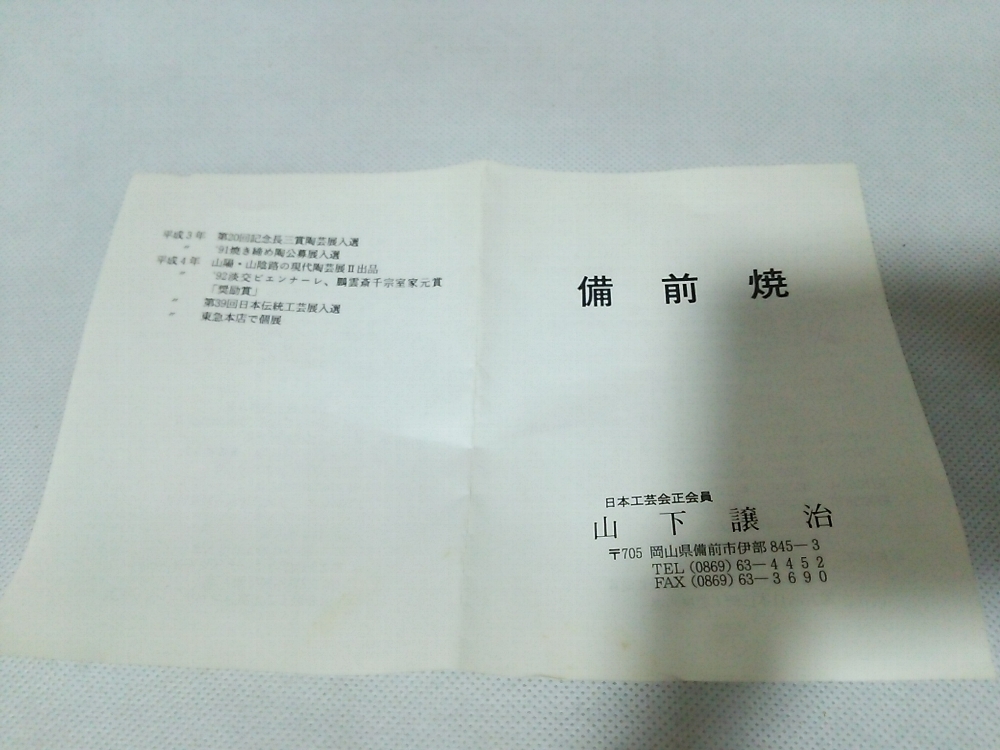 平成3年 第20回記念長三賞陶芸展入選
〃 '91焼き締め陶公募展入選
平成4年 山陽・山陰路の現代陶芸展Ⅱ出品
〃 '92淡交ビエンナーレ、鵬雲斎千宗室家元賞
「奨励賞」
〃 第39回日本伝統工芸展入選
〃 東急本店で個展
備前焼
日本工芸会正会員
山下譲治
〒705 岡山県備前市伊部845―3
TEL (0869) 63―4452
FAX (0869) 63―3690